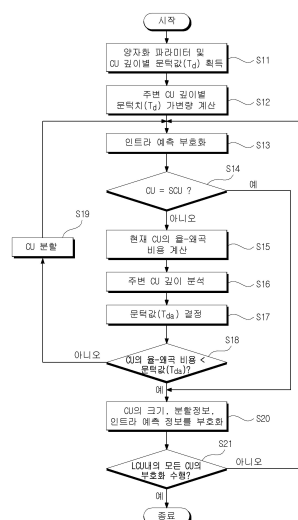 시작
양자화 파라미터 및
CU 깊이별 문턱값(Td) 획득
S11
주변 CU 깊이별
문턱치(Td) 가변량 계산
S12
인트라 예측 부호화
S13
S14
CU = SCU ?
예
아니오
S19
CU 분할
현재 CU의 율-왜곡
비용 계산
S15
주변 CU 깊이 분석
S16
문턱값(Tda) 결정
S17
S18
아니오
CU의 율-왜곡 비용 <
문턱값(Tda)?
예
CU의 크기, 분할정보,
인트라 예측 정보를 부호화
S20
S21
LCU내의 모든 CU의
부호화 수행?
아니오
예
종료